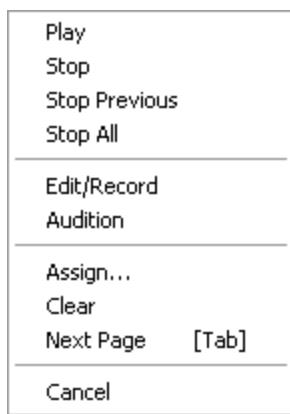 Play
Stop
Stop Previous
Stop All
Edit/Record
Audition
Assign...
Clear
Next Page [Tab]
Cancel